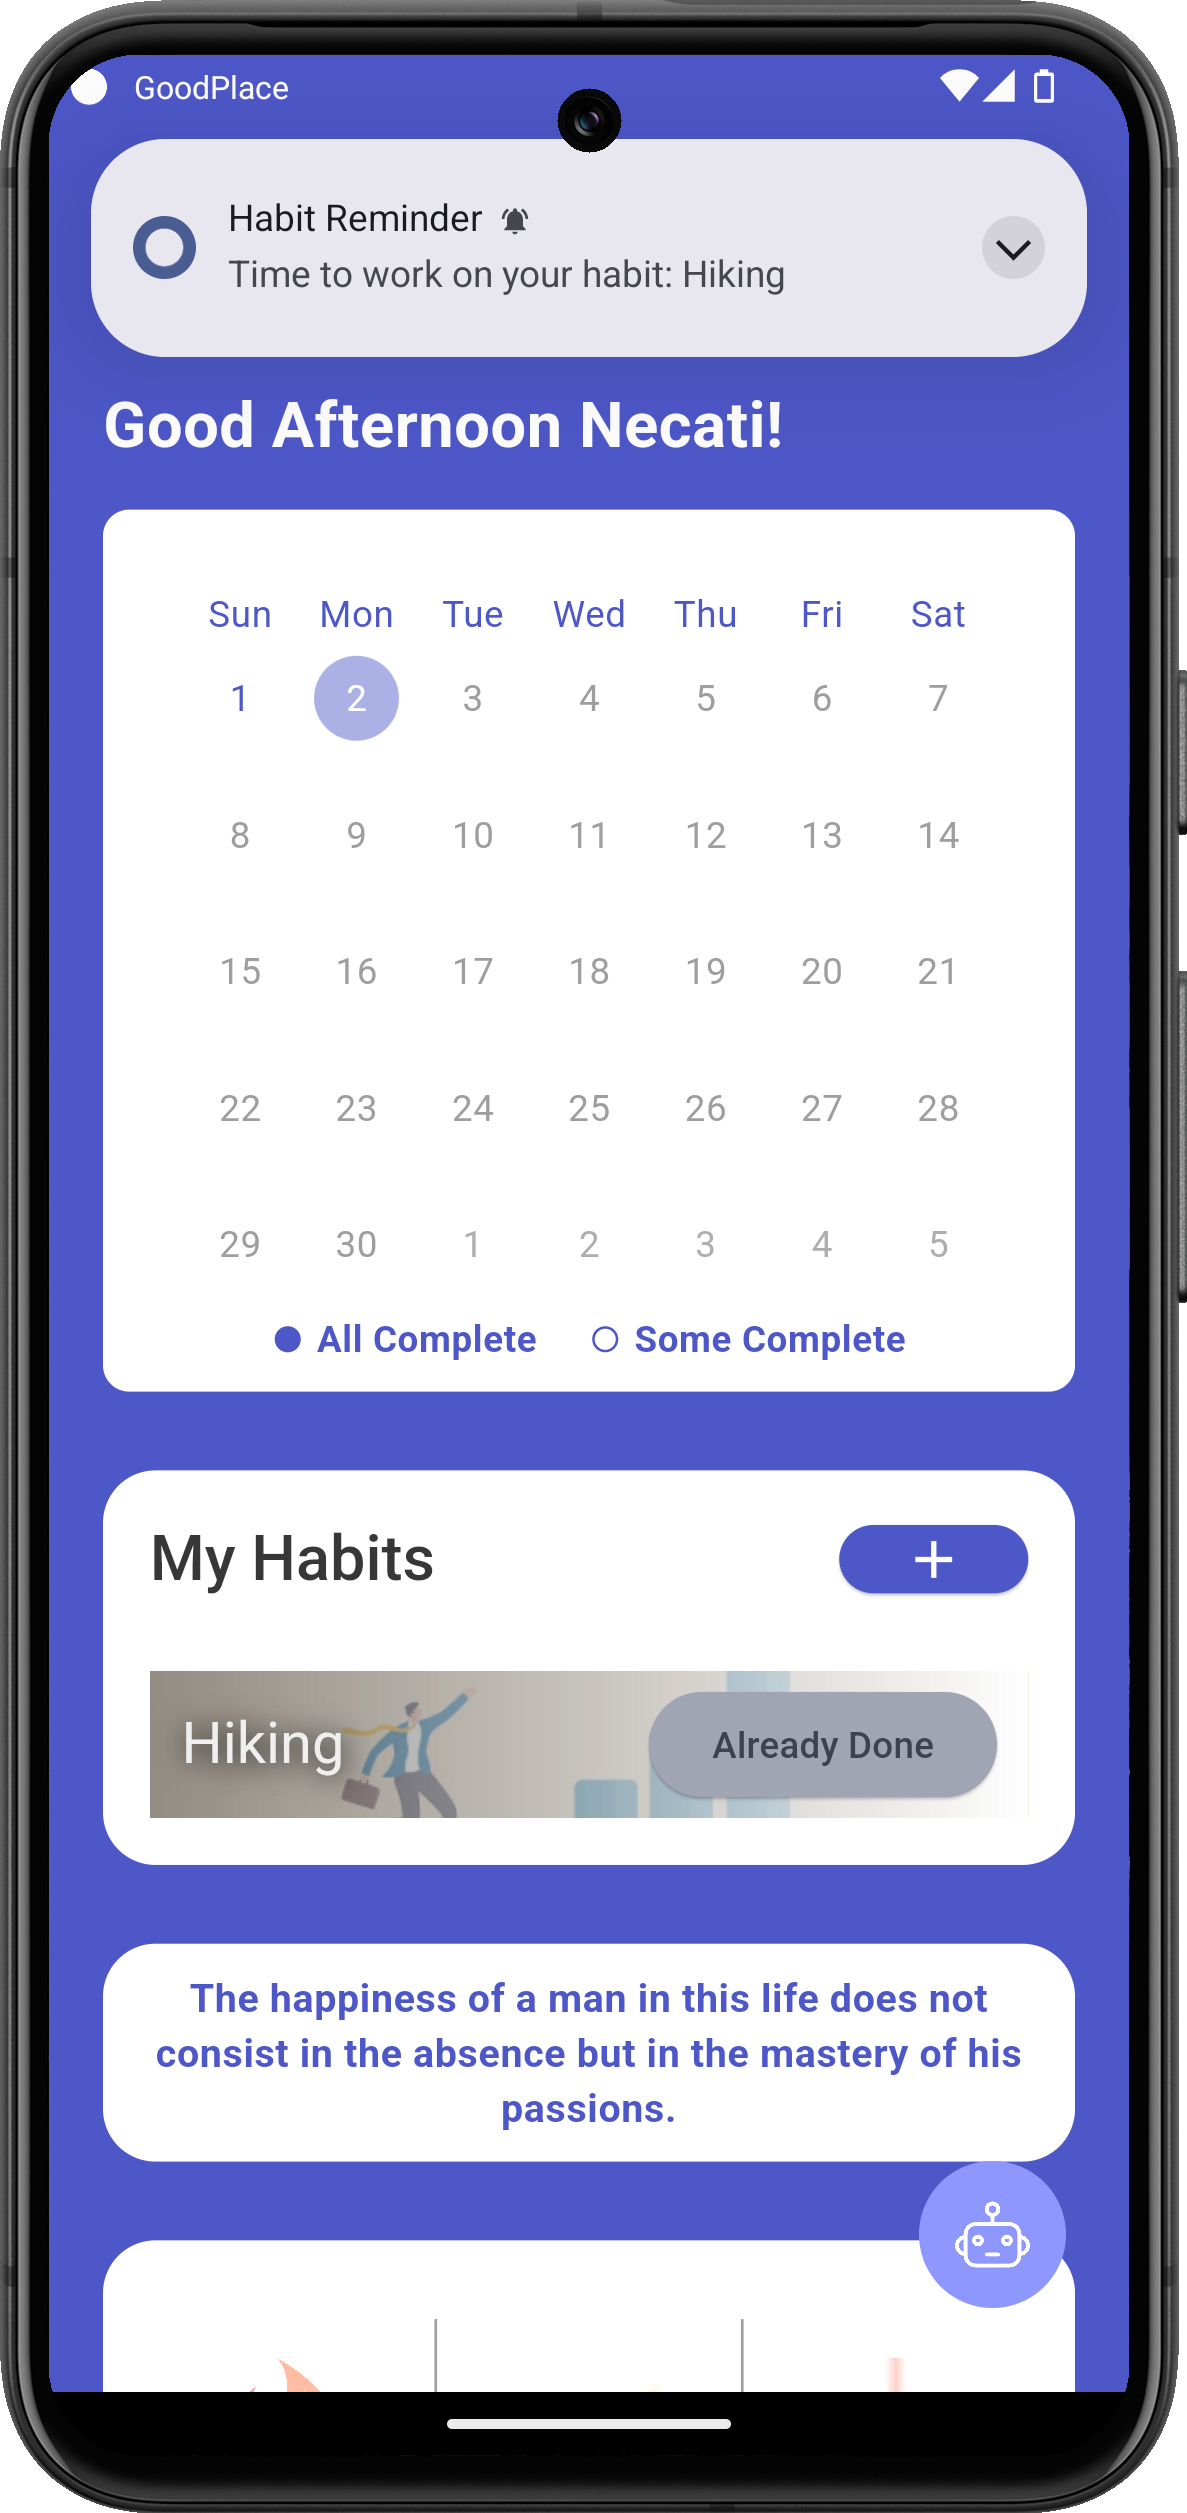 GoodPlace
Habit Reminder
Time to work on your habit: Hiking
Good Afternoon Necati!
Sun Mon Tue Wed Thu Fri Sat
1 2 3 4 5 6 7
8 9 10 11 12 13 14
15 16 17 18 19 20 21
22 23 24 25 26 27 28
29 30 1 2 3 4 5
All Complete Some Complete
My Habits +
Hiking Already Done
The happiness of a man in this life does not
consist in the absence but in the mastery of his
passions.